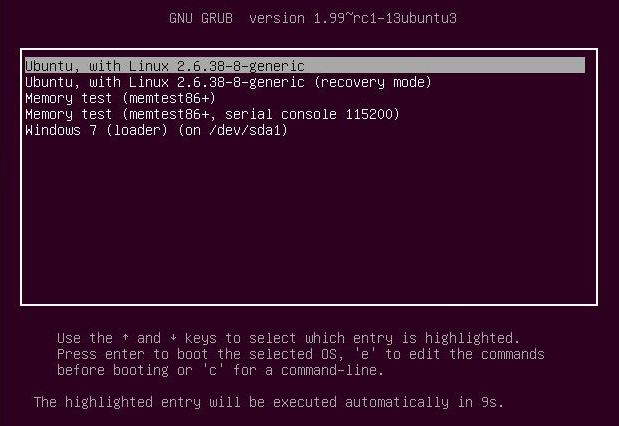 GNU GRUB  version 1.99~rc1-13ubuntu3
Ubuntu, with Linux 2.6.38-8-generic
Ubuntu, with Linux 2.6.38-8-generic (recovery mode)
Memory test (memtest86+)
Memory test (memtest86+, serial console 115200)
Windows 7 (loader) (on /dev/sda1)
Use the ↑ and ↓ keys to select which entry is highlighted.
Press enter to boot the selected OS, 'e' to edit the commands
before booting or 'c' for a command-line.
The highlighted entry will be executed automatically in 9s.